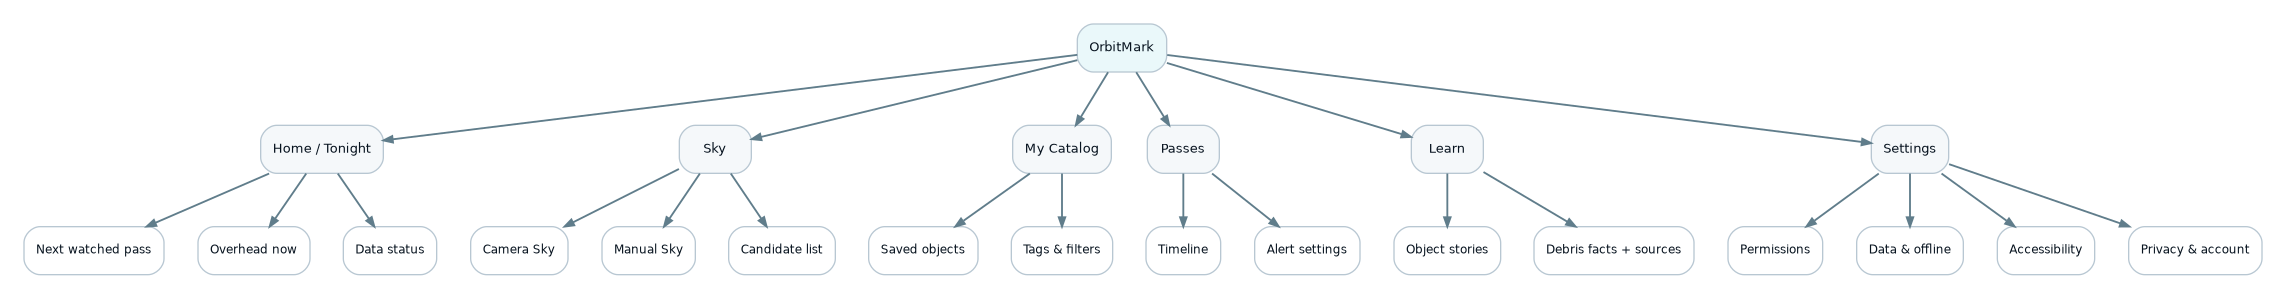 OrbitMark
Home / Tonight
Sky
My Catalog
Passes
Learn
Settings
Next watched pass
Overhead now
Data status
Camera Sky
Manual Sky
Candidate list
Saved objects
Tags & filters
Timeline
Alert settings
Object stories
Debris facts + sources
Permissions
Data & offline
Accessibility
Privacy & account